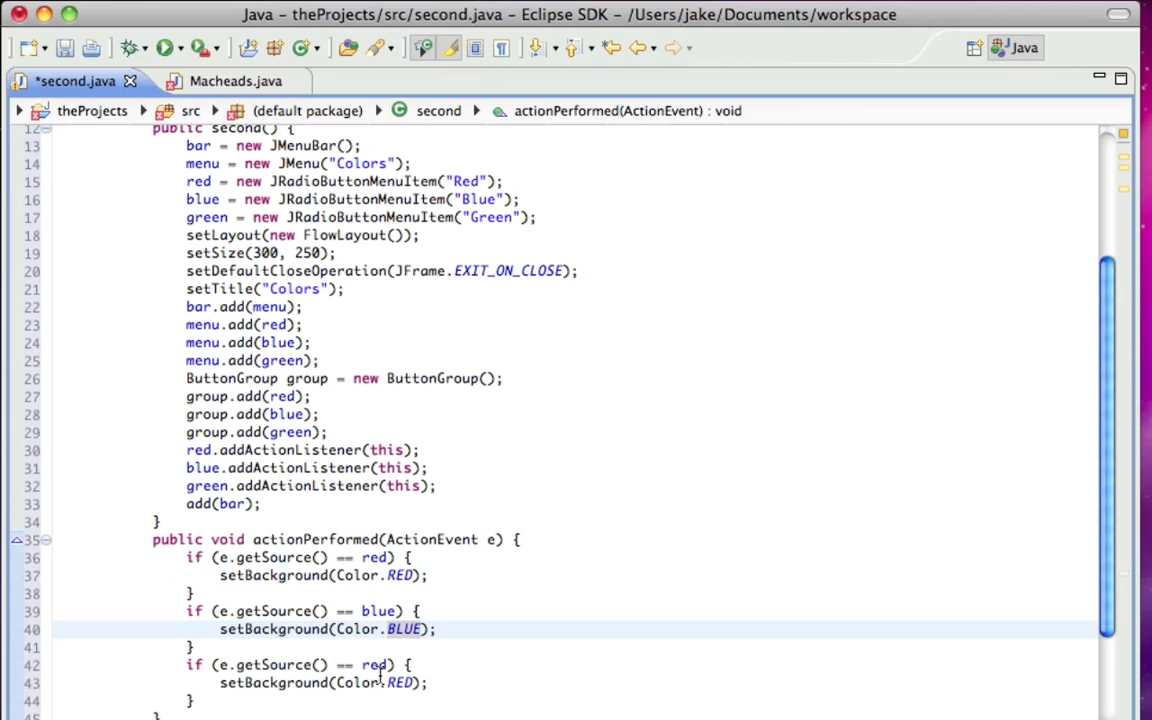 Java - theProjects/src/second.java - Eclipse SDK - /Users/jake/Documents/workspace
Java
*second.java Macheads.java
theProjects src (default package) second actionPerformed(ActionEvent) : void
12 public second() {
13 bar = new JMenuBar();
14 menu = new JMenu("Colors");
15 red = new JRadioButtonMenuItem("Red");
16 blue = new JRadioButtonMenuItem("Blue");
17 green = new JRadioButtonMenuItem("Green");
18 setLayout(new FlowLayout());
19 setSize(300, 250);
20 setDefaultCloseOperation(JFrame.EXIT_ON_CLOSE);
21 setTitle("Colors");
22 bar.add(menu);
23 menu.add(red);
24 menu.add(blue);
25 menu.add(green);
26 ButtonGroup group = new ButtonGroup();
27 group.add(red);
28 group.add(blue);
29 group.add(green);
30 red.addActionListener(this);
31 blue.addActionListener(this);
32 green.addActionListener(this);
33 add(bar);
34 }
35 public void actionPerformed(ActionEvent e) {
36 if (e.getSource() == red) {
37 setBackground(Color.RED);
38 }
39 if (e.getSource() == blue) {
40 setBackground(Color.BLUE);
41 }
42 if (e.getSource() == red) {
43 setBackground(Color.RED);
44 }
45 }